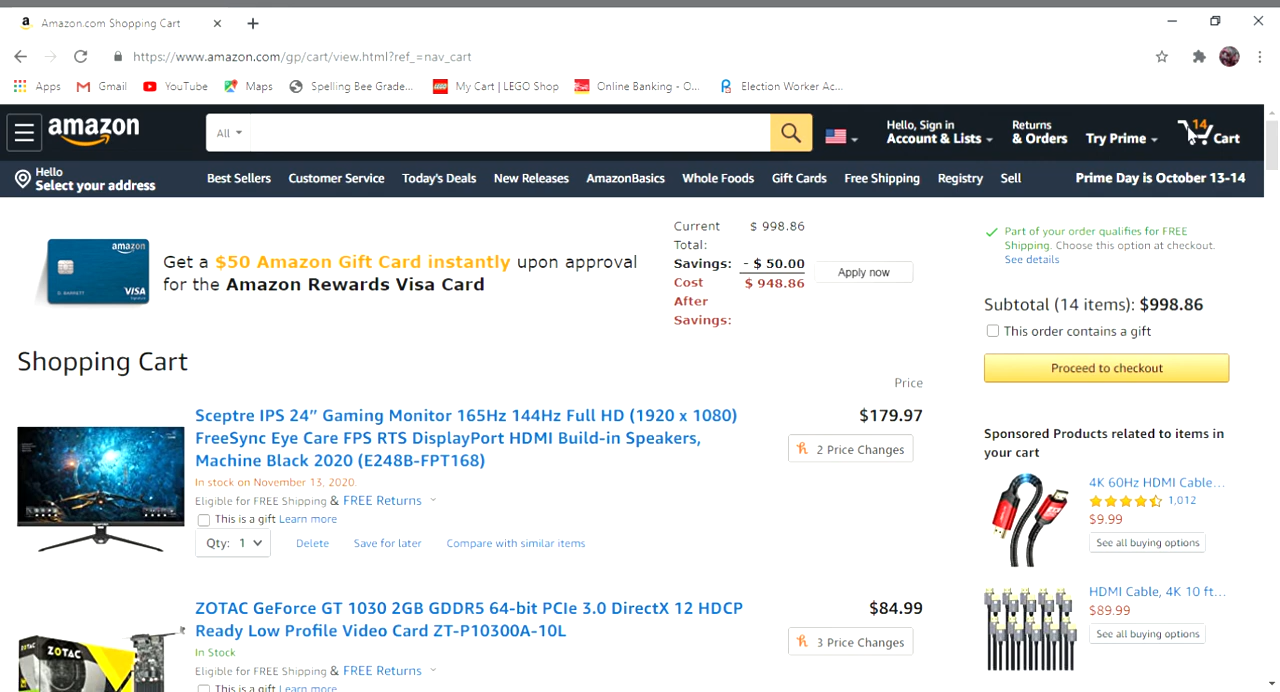 a Amazon.com Shopping Cart
https://www.amazon.com/gp/cart/view.html?ref_=nav_cart
Apps Gmail YouTube Maps Spelling Bee Grade... My Cart | LEGO Shop Online Banking - O... Election Worker Ac...
amazon All Hello, Sign in Returns 14
Account & Lists & Orders Try Prime Cart
Hello
Select your address Best Sellers Customer Service Today's Deals New Releases AmazonBasics Whole Foods Gift Cards Free Shipping Registry Sell Prime Day is October 13-14
amazon
VISA
Get a $50 Amazon Gift Card instantly upon approval
for the Amazon Rewards Visa Card
Current $ 998.86
Total:
Savings: - $ 50.00
Cost $ 948.86
After
Savings:
Apply now
Part of your order qualifies for FREE
Shipping. Choose this option at checkout.
See details
Subtotal (14 items): $998.86
This order contains a gift
Proceed to checkout
Shopping Cart
Price
Sceptre IPS 24” Gaming Monitor 165Hz 144Hz Full HD (1920 x 1080) $179.97
FreeSync Eye Care FPS RTS DisplayPort HDMI Build-in Speakers, 2 Price Changes
Machine Black 2020 (E248B-FPT168)
In stock on November 13, 2020.
Eligible for FREE Shipping & FREE Returns
This is a gift Learn more
Qty: 1 Delete Save for later Compare with similar items
ZOTAC GeForce GT 1030 2GB GDDR5 64-bit PCIe 3.0 DirectX 12 HDCP $84.99
Ready Low Profile Video Card ZT-P10300A-10L 3 Price Changes
In Stock
Eligible for FREE Shipping & FREE Returns
This is a gift Learn more
ZOTAC
Sponsored Products related to items in
your cart
4K 60Hz HDMI Cable...
1,012
$9.99
See all buying options
HDMI Cable, 4K 10 ft...
$89.99
See all buying options